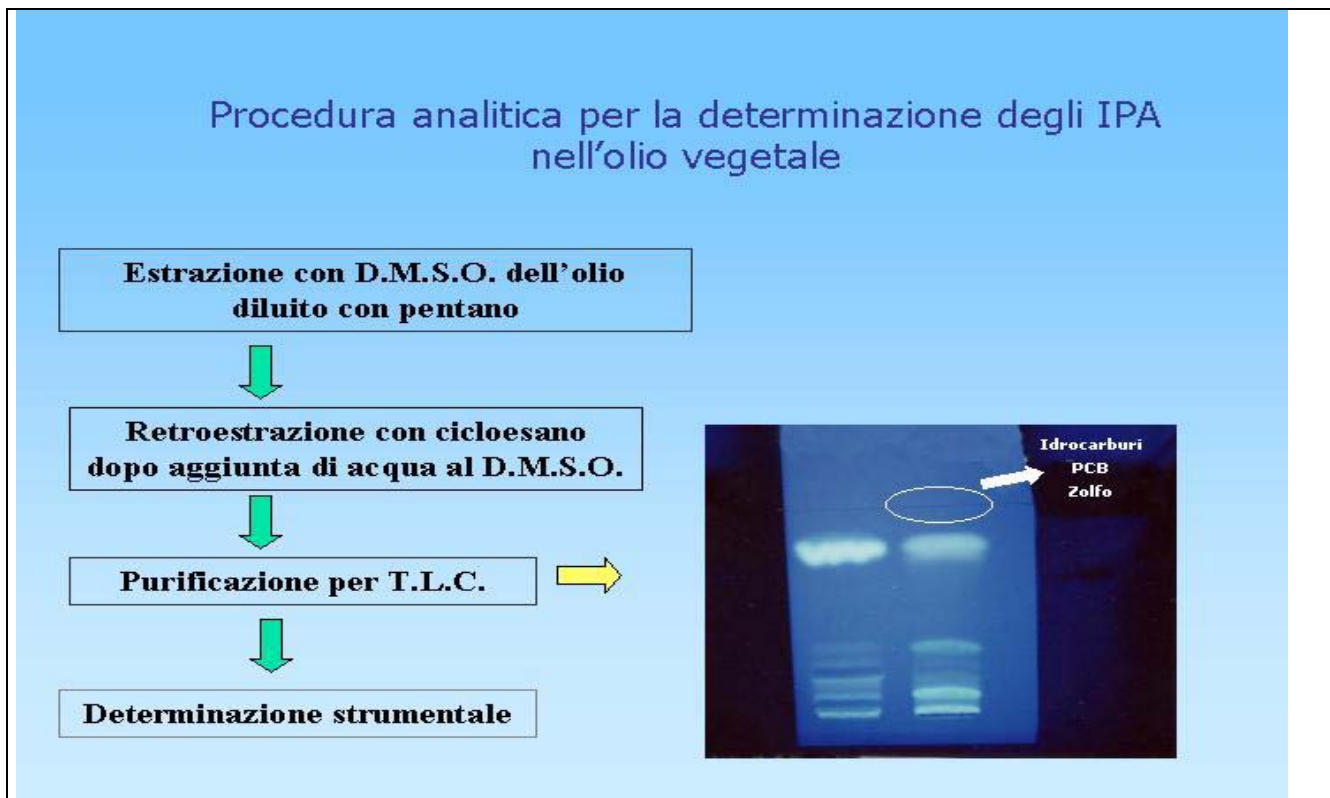 Procedura analitica per la determinazione degli IPA
nell'olio vegetale
Estrazione con D.M.S.O. dell'olio
diluito con pentano
Retroestrazione con cicloesano
dopo aggiunta di acqua al D.M.S.O.
Purificazione per T.L.C.
Determinazione strumentale
Idrocarburi
PCB
Zolfo